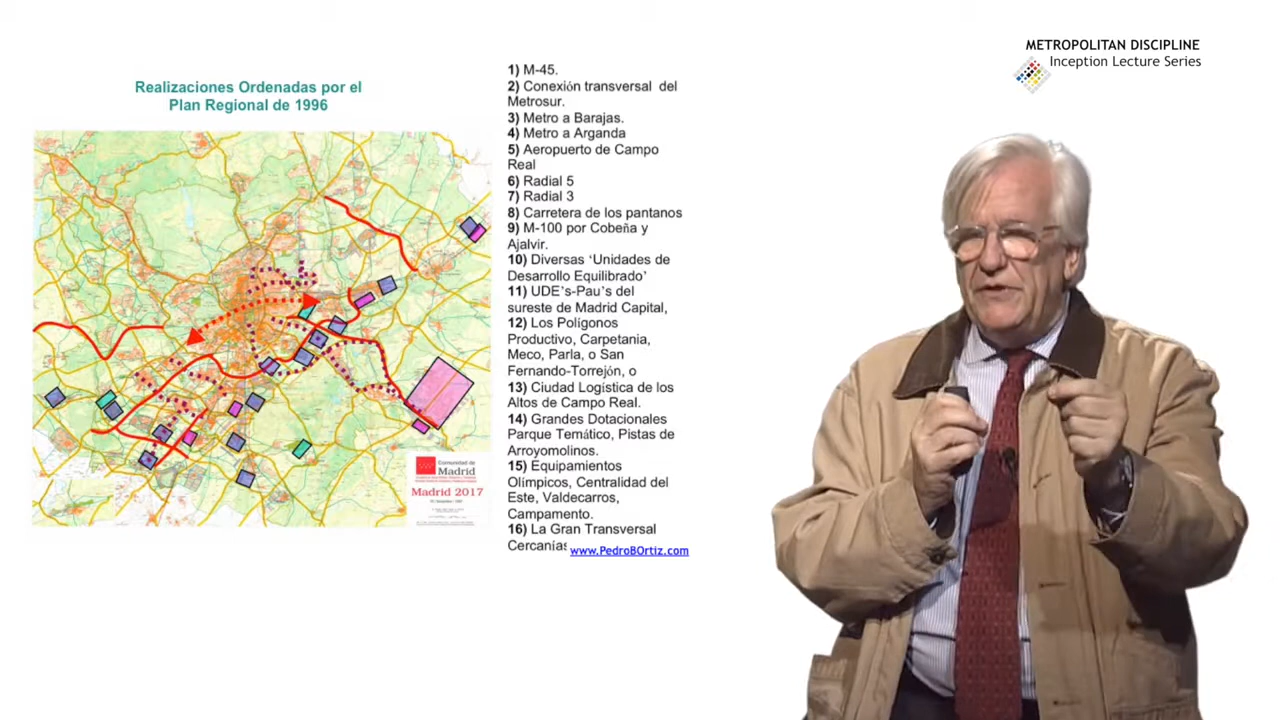 METROPOLITAN DISCIPLINE
Inception Lecture Series
Realizaciones Ordenadas por el
Plan Regional de 1996
1) M-45.
2) Conexión transversal del
Metrosur.
3) Metro a Barajas.
4) Metro a Arganda
5) Aeropuerto de Campo
Real
6) Radial 5
7) Radial 3
8) Carretera de los pantanos
9) M-100 por Cobeña y
Ajalvir.
10) Diversas ‘Unidades de
Desarrollo Equilibrado’
11) UDE’s-Pau’s del
sureste de Madrid Capital,
12) Los Polígonos
Productivo, Carpetania,
Meco, Parla, o San
Fernando-Torrejón, o
13) Ciudad Logística de los
Altos de Campo Real.
14) Grandes Dotacionales
Parque Temático, Pistas de
Arroyomolinos.
15) Equipamientos
Olímpicos, Centralidad del
Este, Valdecarros,
Campamento.
16) La Gran Transversal
Cercanías
www.PedroBOrtiz.com
Comunidad de
Madrid
Madrid 2017